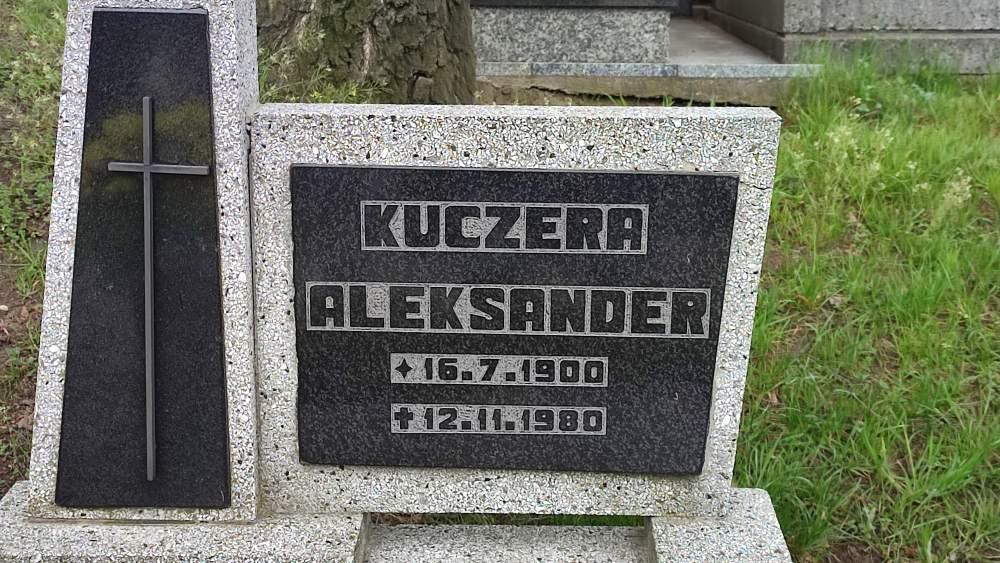 KUCZERA
ALEKSANDER
✦16.7.1900
✝12.11.1980